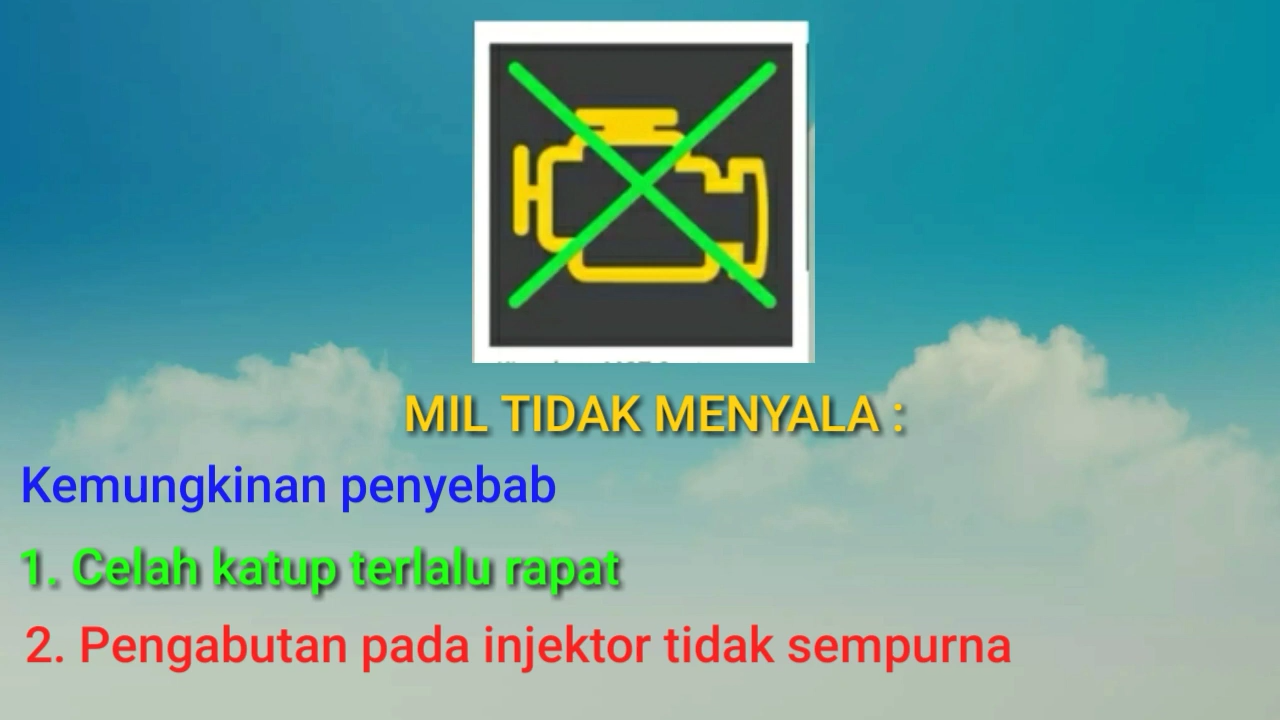 MIL TIDAK MENYALA :
Kemungkinan penyebab
1. Celah katup terlalu rapat
2. Pengabutan pada injektor tidak sempurna